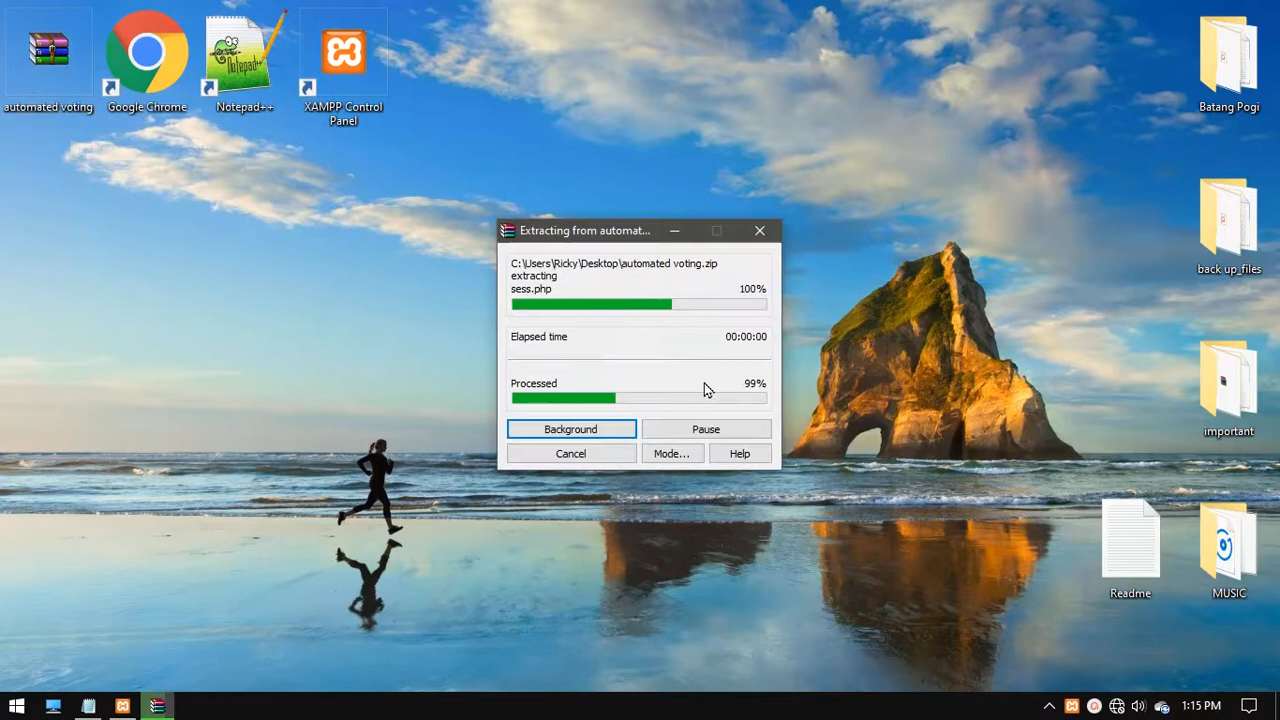 automated voting
Google Chrome
Notepad++
Notepad++
XAMPP Control
Panel
Batang Pogi
back up_files
important
Readme
MUSIC
Extracting from automat...
C:\Users\Ricky\Desktop\automated voting.zip
extracting
sess.php 100%
Elapsed time 00:00:00
Processed 99%
Background Pause
Cancel Mode... Help
1:15 PM